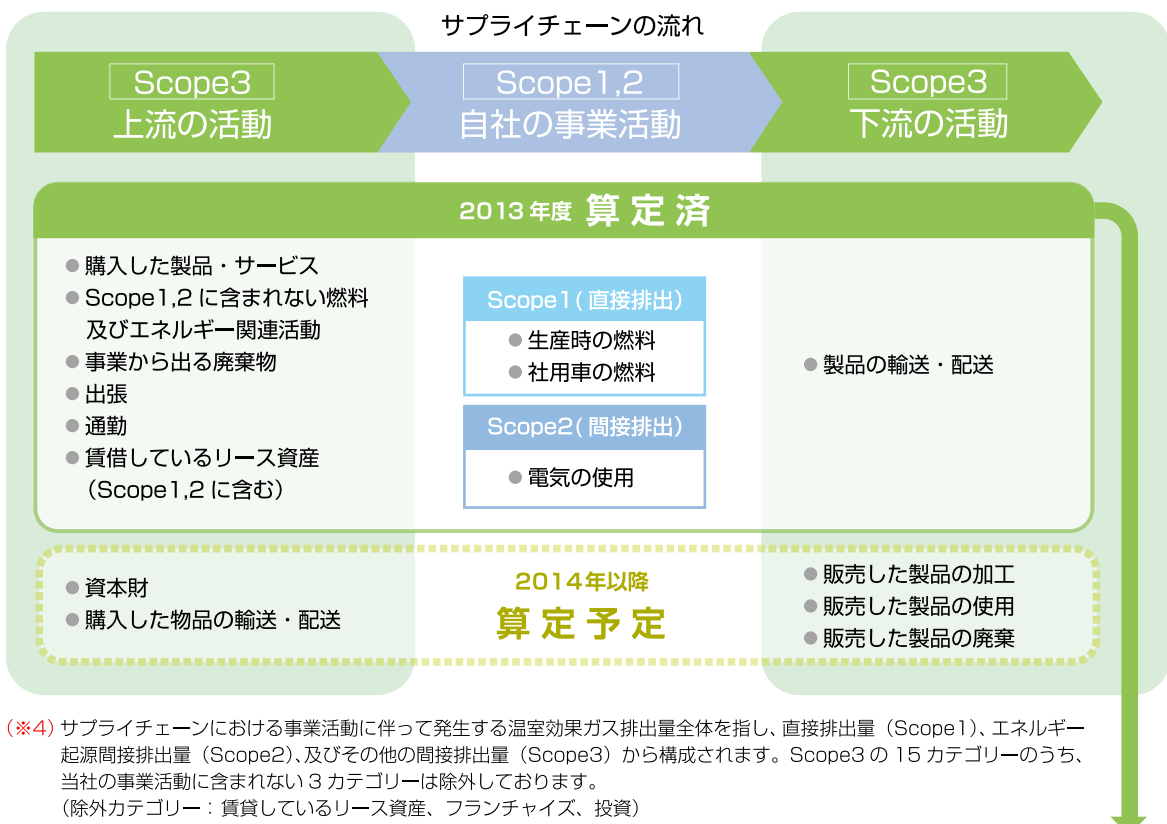 サプライチェーンの流れ
Scope3
上流の活動
Scope1,2
自社の事業活動
Scope3
下流の活動
2013年度 算定済
●購入した製品・サービス
●Scope1,2に含まれない燃料
及びエネルギー関連活動
●事業から出る廃棄物
●出張
●通勤
●賃借しているリース資産
（Scope1,2に含む）
Scope1(直接排出）
●生産時の燃料
●社用車の燃料
Scope2(間接排出）
●電気の使用
●製品の輸送・配送
●資本財
●購入した物品の輸送・配送
2014年以降
算定予定
●販売した製品の加工
●販売した製品の使用
●販売した製品の廃棄
（※4）サプライチェーンにおける事業活動に伴って発生する温室効果ガス排出量全体を指し、直接排出量（Scope1）、エネルギー
起源間接排出量（Scope2）、及びその他の間接排出量（Scope3）から構成されます。Scope3の15カテゴリーのうち、
当社の事業活動に含まれない3カテゴリーは除外しております。
（除外カテゴリー：賃貸しているリース資産、フランチャイズ、投資）